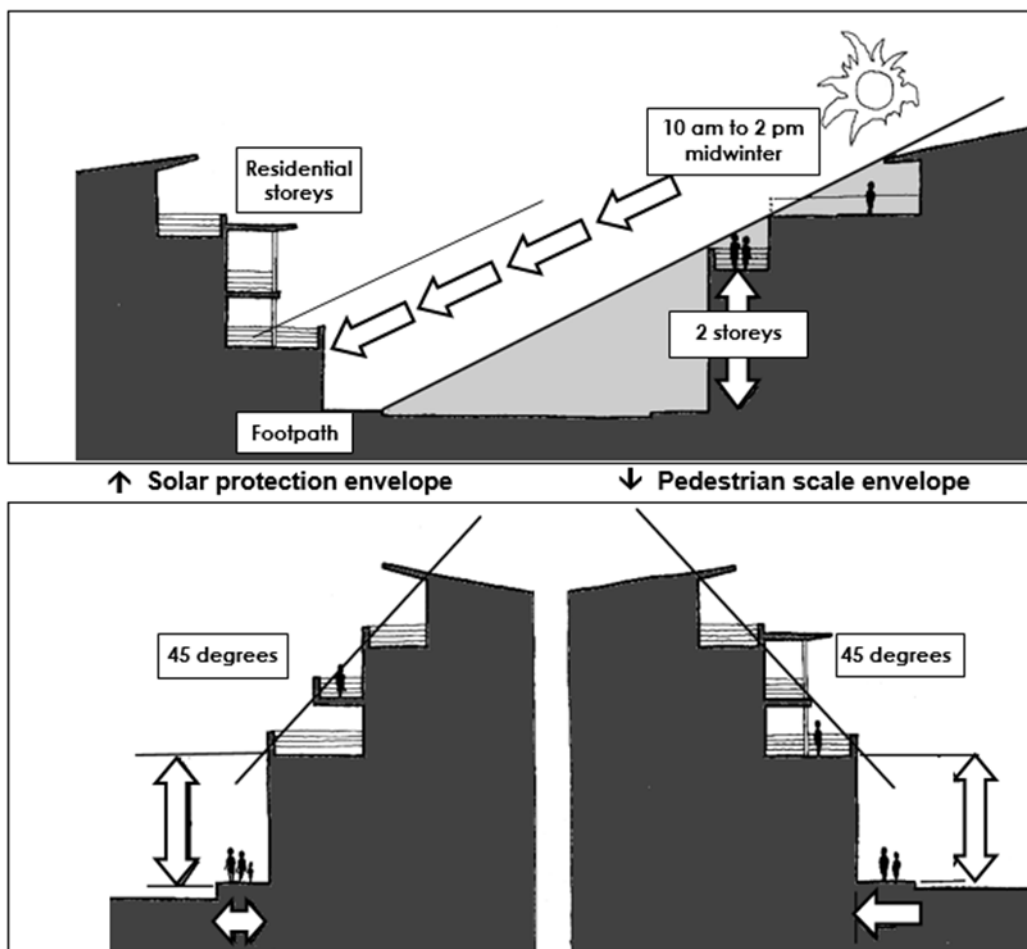 10 am to 2 pm
midwinter
Residential
storeys
2 storeys
Footpath
↑ Solar protection envelope
↓ Pedestrian scale envelope
45 degrees
45 degrees